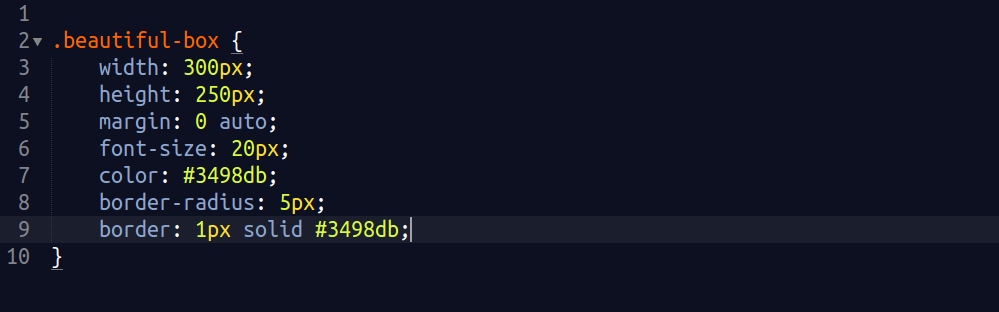 1
2 .beautiful-box {
3 width: 300px;
4 height: 250px;
5 margin: 0 auto;
6 font-size: 20px;
7 color: #3498db;
8 border-radius: 5px;
9 border: 1px solid #3498db;
10 }